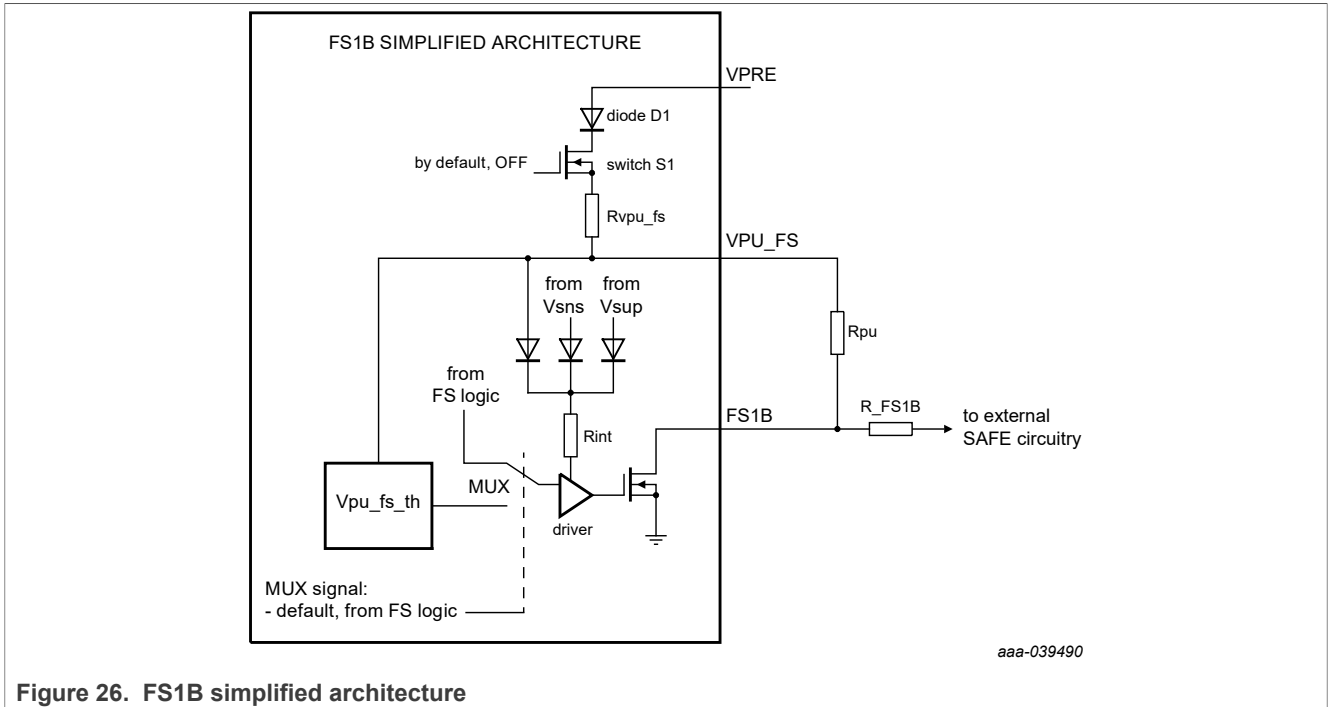 FS1B SIMPLIFIED ARCHITECTURE
VPRE
diode D1
by default, OFF
switch S1
Rvpu_fs
VPU_FS
from
Vsns
from
Vsup
Rpu
from
FS logic
FS1B
R_FS1B
to external
SAFE circuitry
Rint
MUX
Vpu_fs_th
driver
MUX signal:
- default, from FS logic
aaa-039490
Figure 26. FS1B simplified architecture